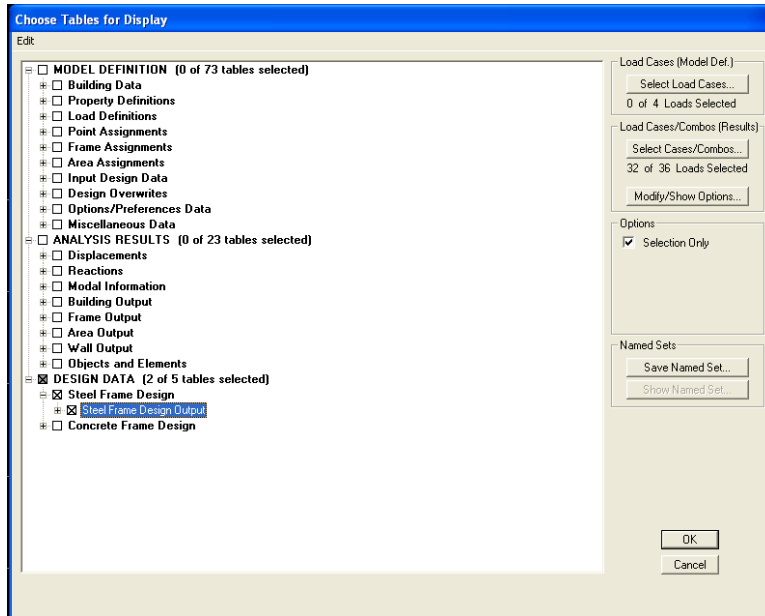 Choose Tables for Display
Edit
MODEL DEFINITION (0 of 73 tables selected)
Building Data
Property Definitions
Load Definitions
Point Assignments
Frame Assignments
Area Assignments
Input Design Data
Design Overwrites
Options/Preferences Data
Miscellaneous Data
ANALYSIS RESULTS (0 of 23 tables selected)
Displacements
Reactions
Modal Information
Building Output
Frame Output
Area Output
Wall Output
Objects and Elements
DESIGN DATA (2 of 5 tables selected)
Steel Frame Design
Steel Frame Design Output
Concrete Frame Design
Load Cases (Model Def.)
Select Load Cases...
0 of 4 Loads Selected
Load Cases/Combos (Results)
Select Cases/Combos...
32 of 36 Loads Selected
Modify/Show Options...
Options
Selection Only
Named Sets
Save Named Set...
Show Named Set...
OK
Cancel